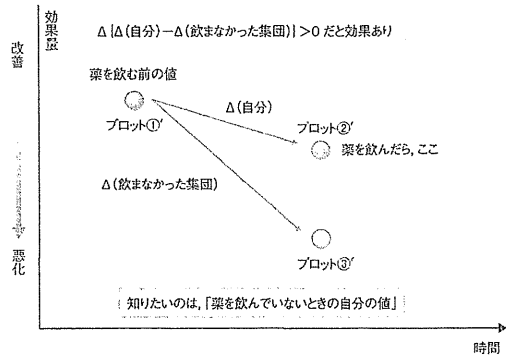 効果量
Δ{Δ(自分)−Δ(飲まなかった集団)}>0だと効果あり
改善
薬を飲む前の値
プロット①′
Δ(自分)
プロット②′
薬を飲んだら,ここ
Δ(飲まなかった集団)
プロット③′
悪化
知りたいのは,「薬を飲んでいないときの自分の値」
時間